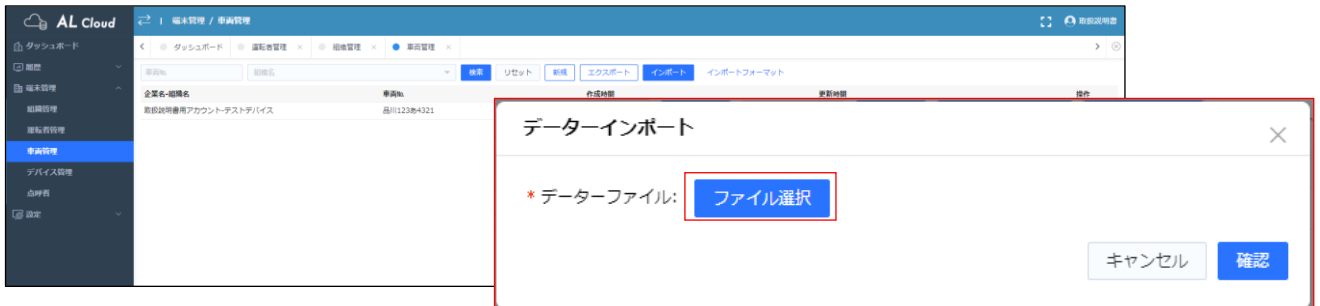 AL Cloud
端末管理 / 車両管理
取扱説明書
ダッシュボード
履歴
端末管理
組織管理
運転者管理
車両管理
デバイス管理
点呼者
設定
ダッシュボード × 運転者管理 × 組織管理 × 車両管理 ×
車両№ 組織名 検索 リセット 新規 エクスポート インポート インポートフォーマット
企業名-組織名 車両№ 作成時間 更新時間 操作
取扱説明書用アカウント-テストデバイス 品川123あ4321
データーインポート
* データーファイル: ファイル選択
キャンセル 確認